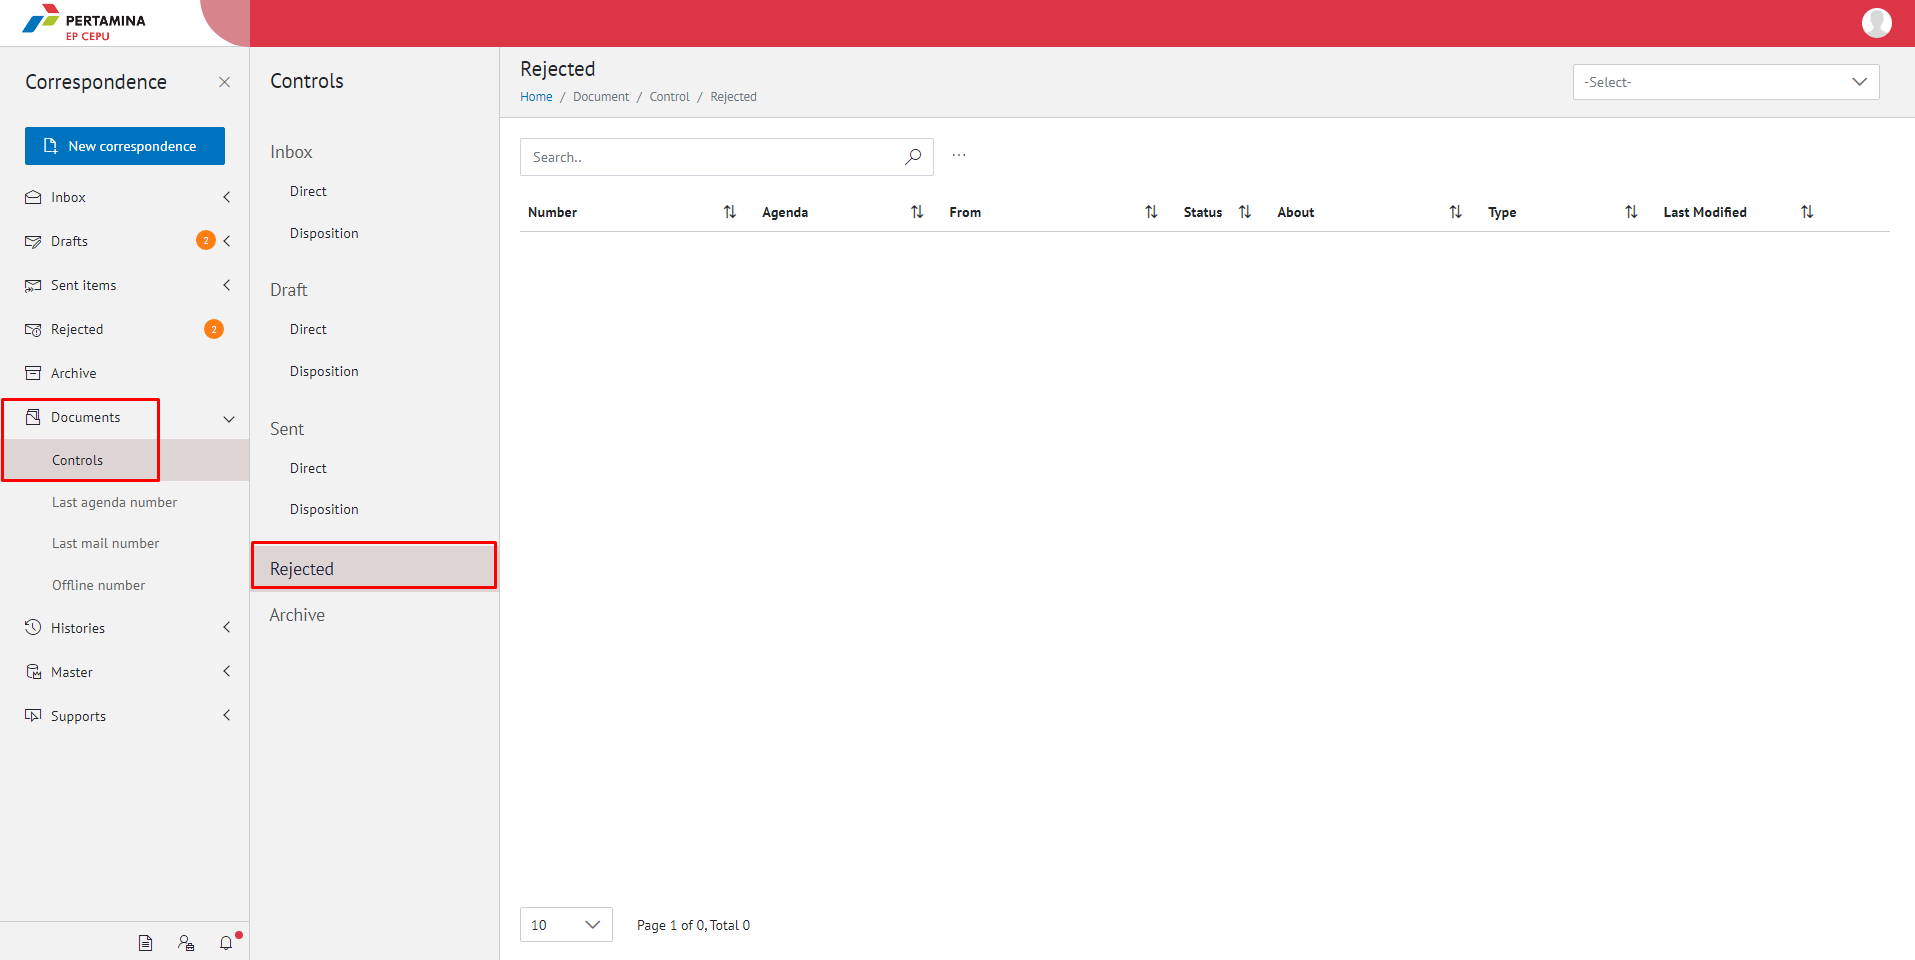 PERTAMINA
EP CEPU
Correspondence
New correspondence
Inbox
Drafts 2
Sent items
Rejected 2
Archive
Documents
Controls
Last agenda number
Last mail number
Offline number
Histories
Master
Supports
Controls
Inbox
Direct
Disposition
Draft
Direct
Disposition
Sent
Direct
Disposition
Rejected
Archive
Rejected
Home / Document / Control / Rejected
-Select-
Search..
...
Number Agenda From Status About Type Last Modified
10 Page 1 of 0, Total 0